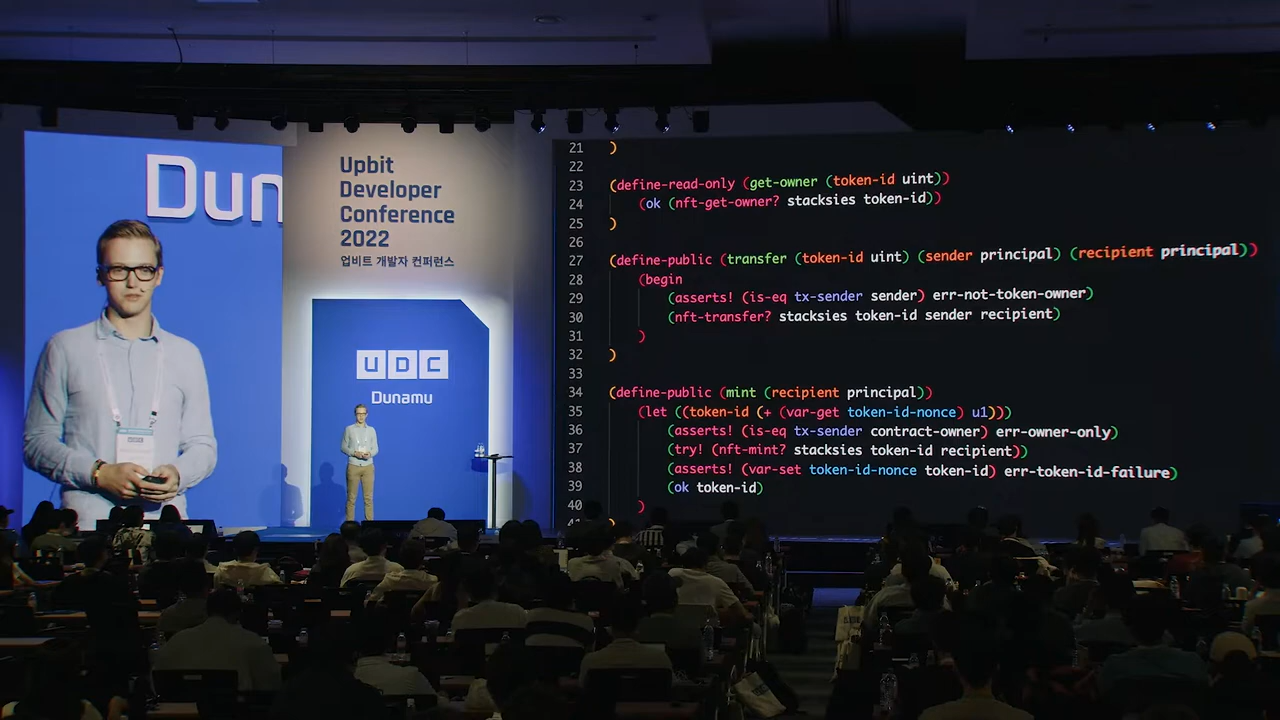 Dun
Upbit
Developer
Conference
2022
업비트 개발자 컨퍼런스
UDC
Dunamu
21 )
22
23 (define-read-only (get-owner (token-id uint))
24 (ok (nft-get-owner? stacksies token-id))
25 )
26
27 (define-public (transfer (token-id uint) (sender principal) (recipient principal))
28 (begin
29 (asserts! (is-eq tx-sender sender) err-not-token-owner)
30 (nft-transfer? stacksies token-id sender recipient)
31 )
32 )
33
34 (define-public (mint (recipient principal))
35 (let ((token-id (+ (var-get token-id-nonce) u1)))
36 (asserts! (is-eq tx-sender contract-owner) err-owner-only)
37 (try! (nft-mint? stacksies token-id recipient))
38 (asserts! (var-set token-id-nonce token-id) err-token-id-failure)
39 (ok token-id)
40 )
41 )